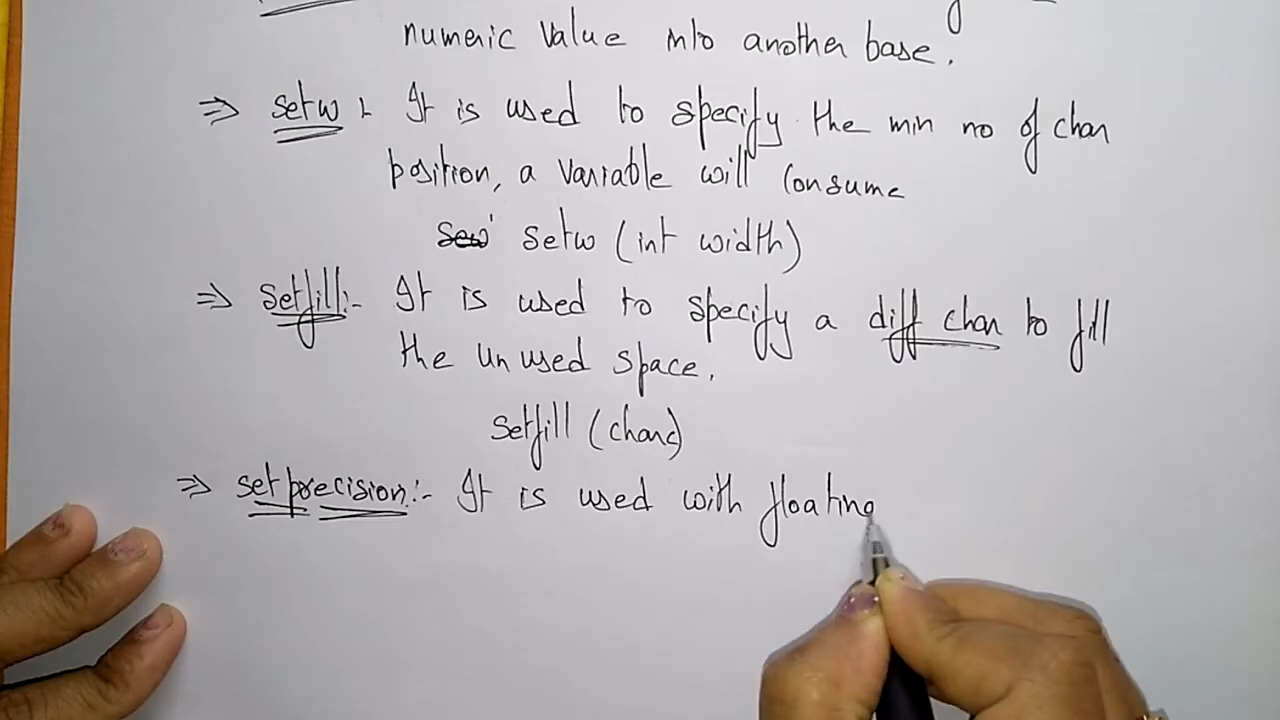 numeric value into another base.
⇒ setw :- It is used to specify the min no of char
position, a variable will consume
setw (int width)
⇒ Setfill:- It is used to specify a diff char to fill
the unused space.
Setfill (char c)
⇒ set precision:- It is used with floating